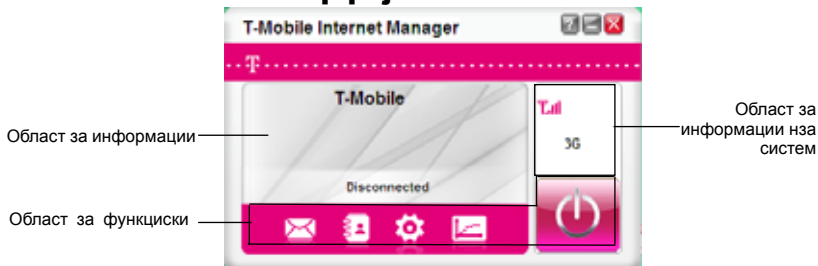 T-Mobile Internet Manager
T
T-Mobile
Област за информации
T
3G
Област за
информации нза
систем
Disconnected
Област за функциски